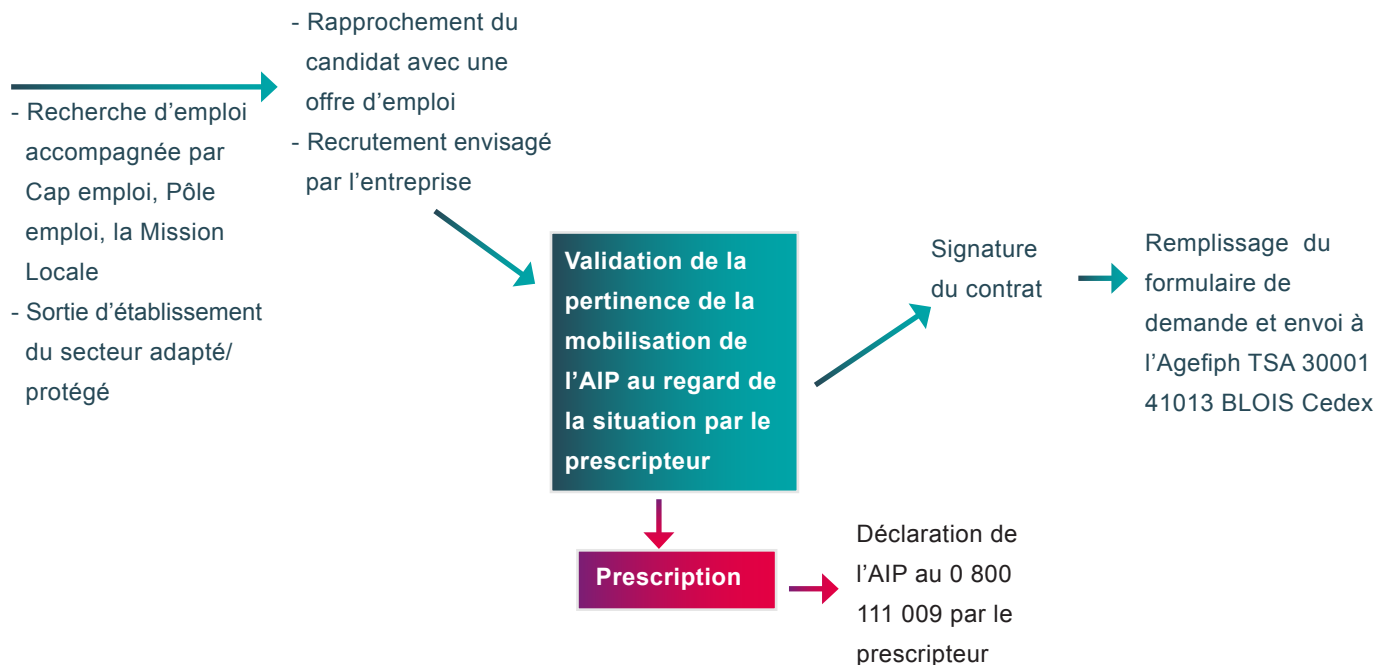 - Recherche d’emploi
accompagnée par
Cap emploi, Pôle
emploi, la Mission
Locale
- Sortie d’établissement
du secteur adapté/
protégé
- Rapprochement du
candidat avec une
offre d’emploi
- Recrutement envisagé
par l’entreprise
Validation de la
pertinence de la
mobilisation de
l’AIP au regard de
la situation par le
prescripteur
Signature
du contrat
Remplissage du
formulaire de
demande et envoi à
l’Agefiph TSA 30001
41013 BLOIS Cedex
Prescription
Déclaration de
l’AIP au 0 800
111 009 par le
prescripteur